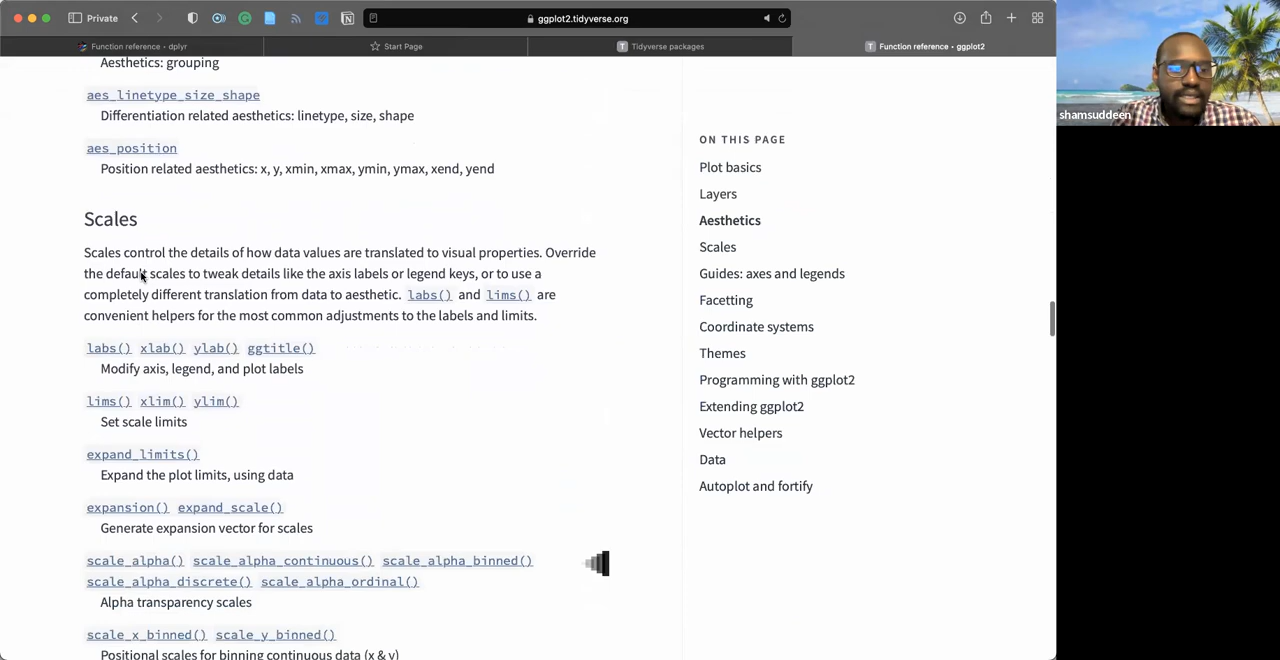 Private
ggplot2.tidyverse.org
Function reference • dplyr
Start Page
Tidyverse packages
Function reference • ggplot2
Aesthetics: grouping
aes_linetype_size_shape
Differentiation related aesthetics: linetype, size, shape
aes_position
Position related aesthetics: x, y, xmin, xmax, ymin, ymax, xend, yend
Scales
Scales control the details of how data values are translated to visual properties. Override
the default scales to tweak details like the axis labels or legend keys, or to use a
completely different translation from data to aesthetic. labs() and lims() are
convenient helpers for the most common adjustments to the labels and limits.
labs() xlab() ylab() ggtitle()
Modify axis, legend, and plot labels
lims() xlim() ylim()
Set scale limits
expand_limits()
Expand the plot limits, using data
expansion() expand_scale()
Generate expansion vector for scales
scale_alpha() scale_alpha_continuous() scale_alpha_binned()
scale_alpha_discrete() scale_alpha_ordinal()
Alpha transparency scales
scale_x_binned() scale_y_binned()
Positional scales for binning continuous data (x & y)
ON THIS PAGE
Plot basics
Layers
Aesthetics
Scales
Guides: axes and legends
Facetting
Coordinate systems
Themes
Programming with ggplot2
Extending ggplot2
Vector helpers
Data
Autoplot and fortify
shamsuddeen